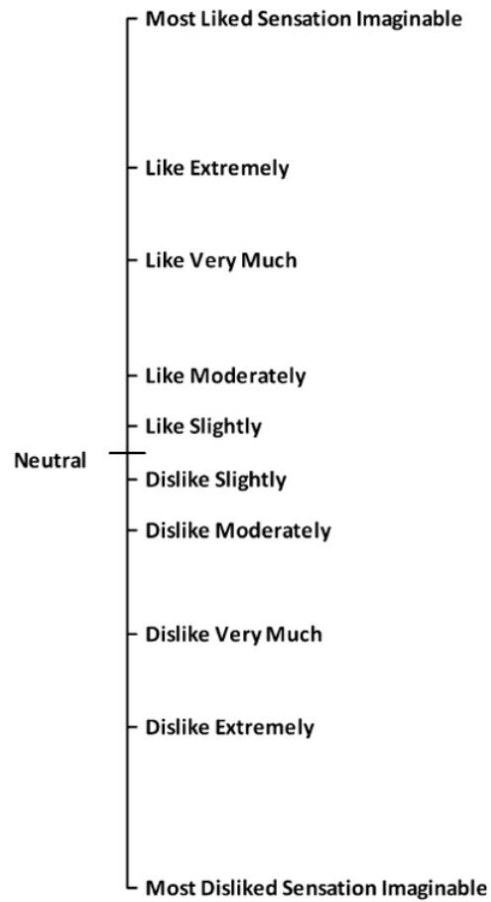 Most Liked Sensation Imaginable
Like Extremely
Like Very Much
Like Moderately
Like Slightly
Neutral
Dislike Slightly
Dislike Moderately
Dislike Very Much
Dislike Extremely
Most Disliked Sensation Imaginable